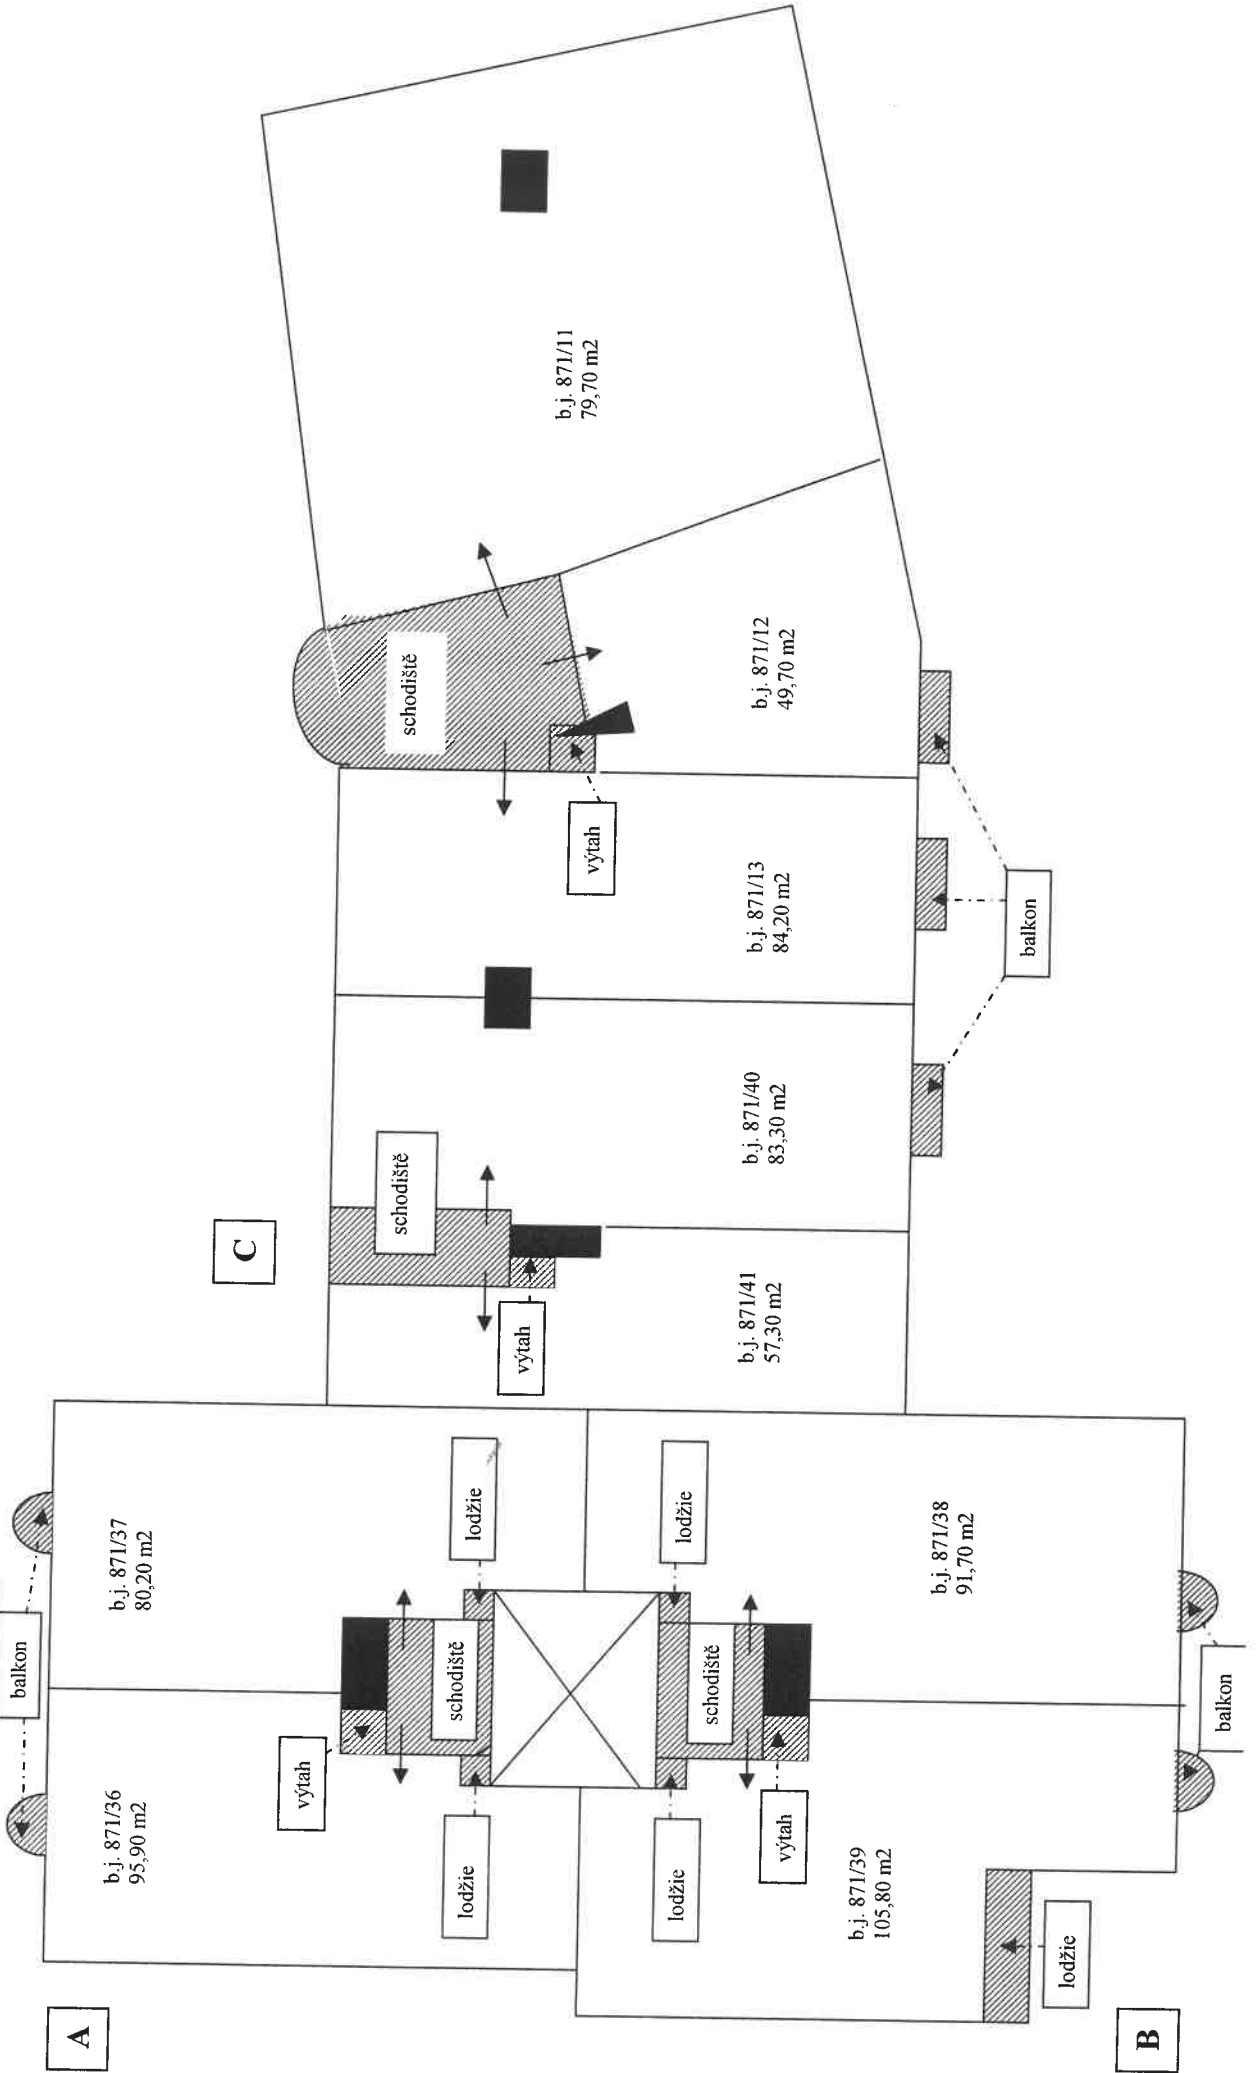 A
balkon
b.j. 871/36
95,90 m2
b.j. 871/37
80,20 m2
výtah
schodiště
lodžie
lodžie
C
schodiště
výtah
b.j. 871/41
57,30 m2
b.j. 871/40
83,30 m2
b.j. 871/13
84,20 m2
výtah
schodiště
b.j. 871/12
49,70 m2
b.j. 871/11
79,70 m2
balkon
lodžie
lodžie
schodiště
výtah
b.j. 871/39
105,80 m2
b.j. 871/38
91,70 m2
lodžie
balkon
B